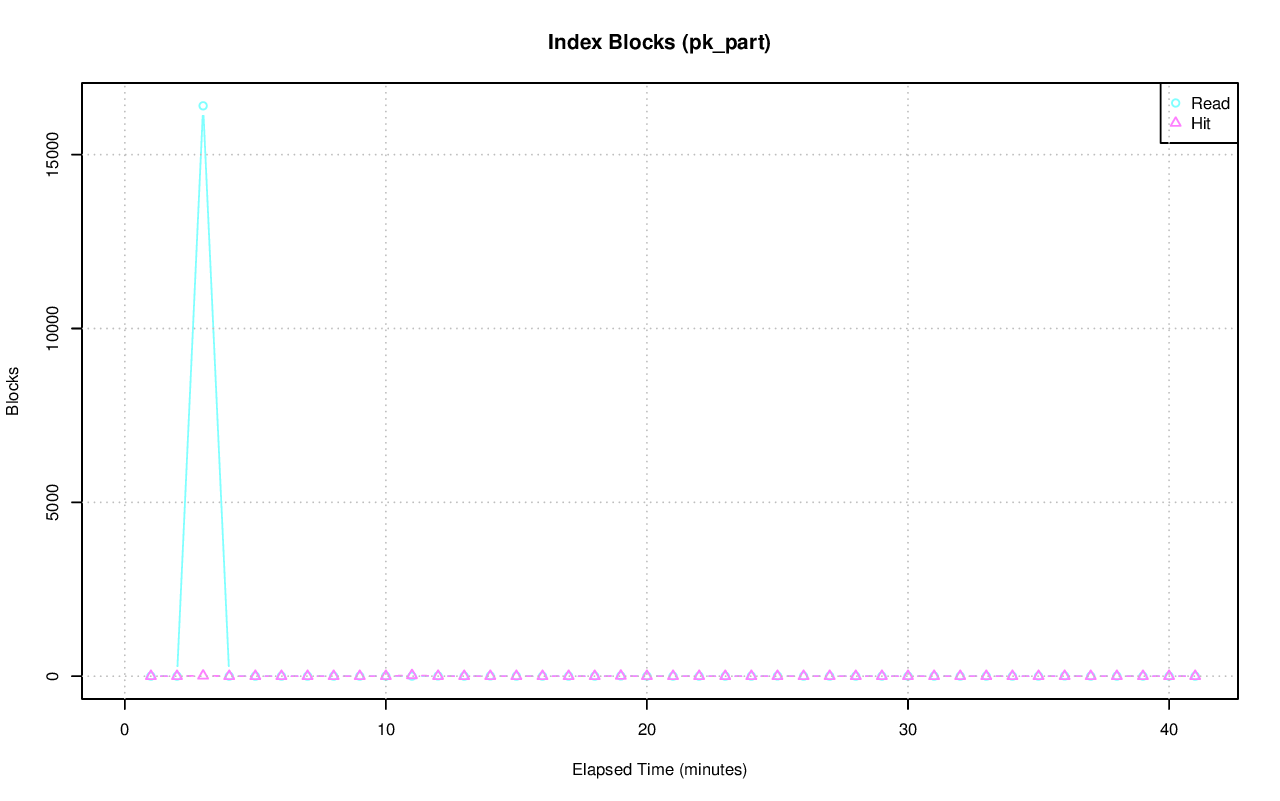 Index Blocks (pk_part)
Read
Hit
15000
10000
5000
0
Blocks
0 10 20 30 40
Elapsed Time (minutes)